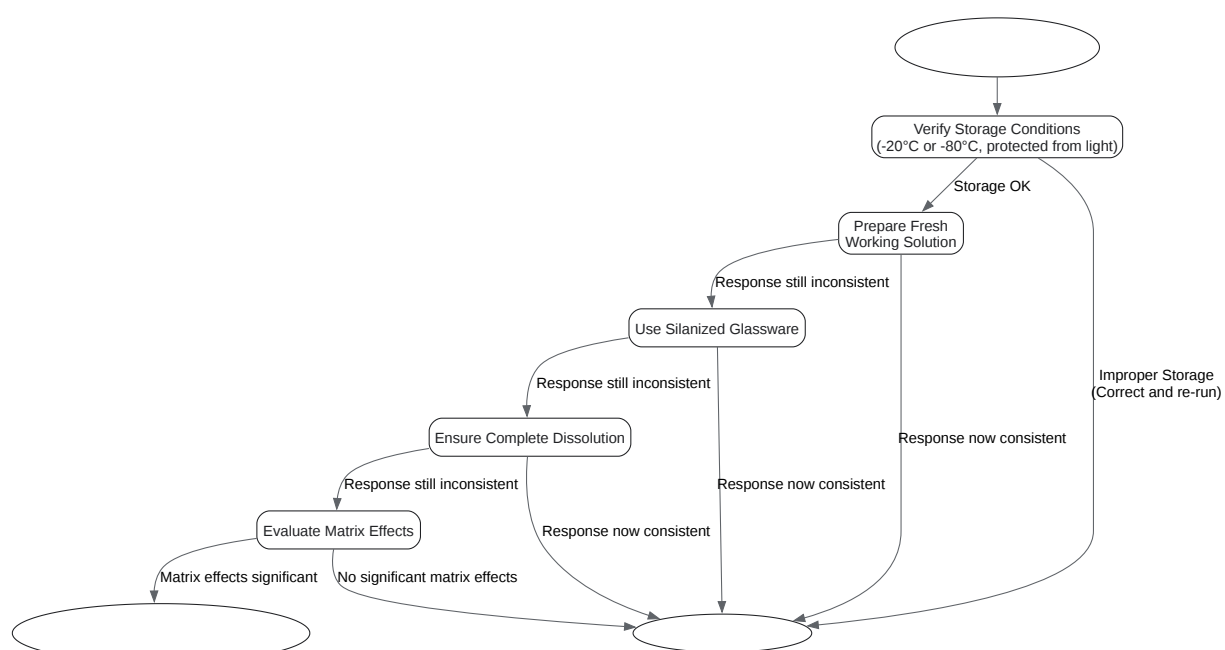 Verify Storage Conditions
(-20°C or -80°C, protected from light)
Storage OK
Prepare Fresh
Working Solution
Response still inconsistent
Use Silanized Glassware
Improper Storage
(Correct and re-run)
Response still inconsistent
Ensure Complete Dissolution
Response now consistent
Response still inconsistent
Response now consistent
Evaluate Matrix Effects
Response now consistent
Matrix effects significant
No significant matrix effects